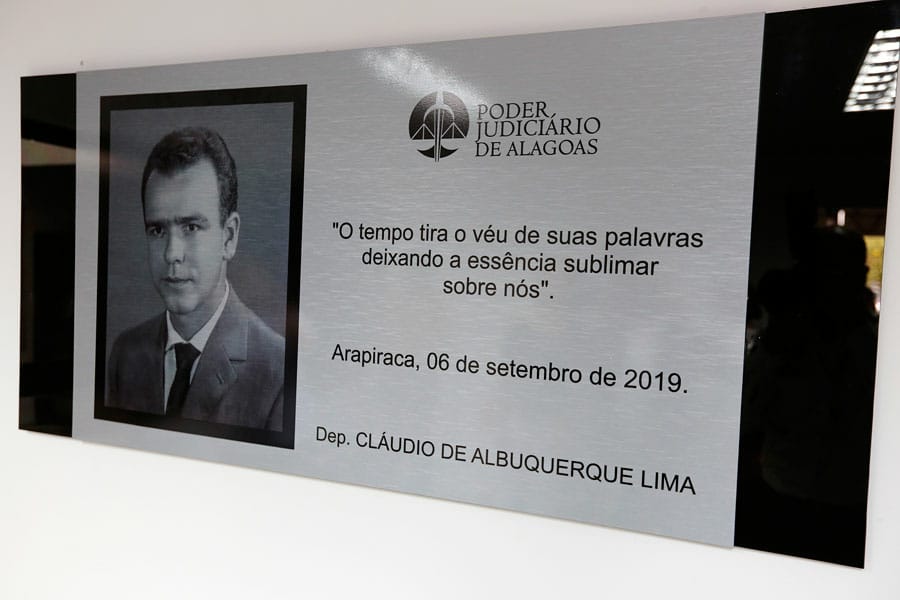 PODER
JUDICIÁRIO
DE ALAGOAS
"O tempo tira o véu de suas palavras
deixando a essência sublimar
sobre nós".
Arapiraca, 06 de setembro de 2019.
Dep. CLÁUDIO DE ALBUQUERQUE LIMA